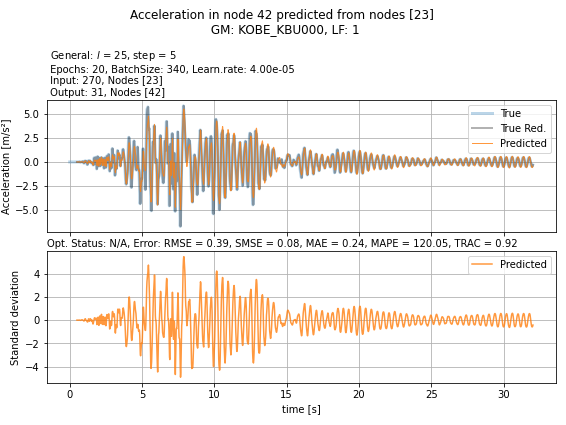 Acceleration in node 42 predicted from nodes [23]
GM: KOBE_KBU000, LF: 1
General: l = 25, step = 5
Epochs: 20, BatchSize: 340, Learn.rate: 4.00e-05
Input: 270, Nodes [23]
Output: 31, Nodes [42]
Acceleration [m/s²]
5.0
2.5
0.0
−2.5
−5.0
True
True Red.
Predicted
Opt. Status: N/A, Error: RMSE = 0.39, SMSE = 0.08, MAE = 0.24, MAPE = 120.05, TRAC = 0.92
Standard deviation
4
2
0
−2
−4
Predicted
0 5 10 15 20 25 30
time [s]